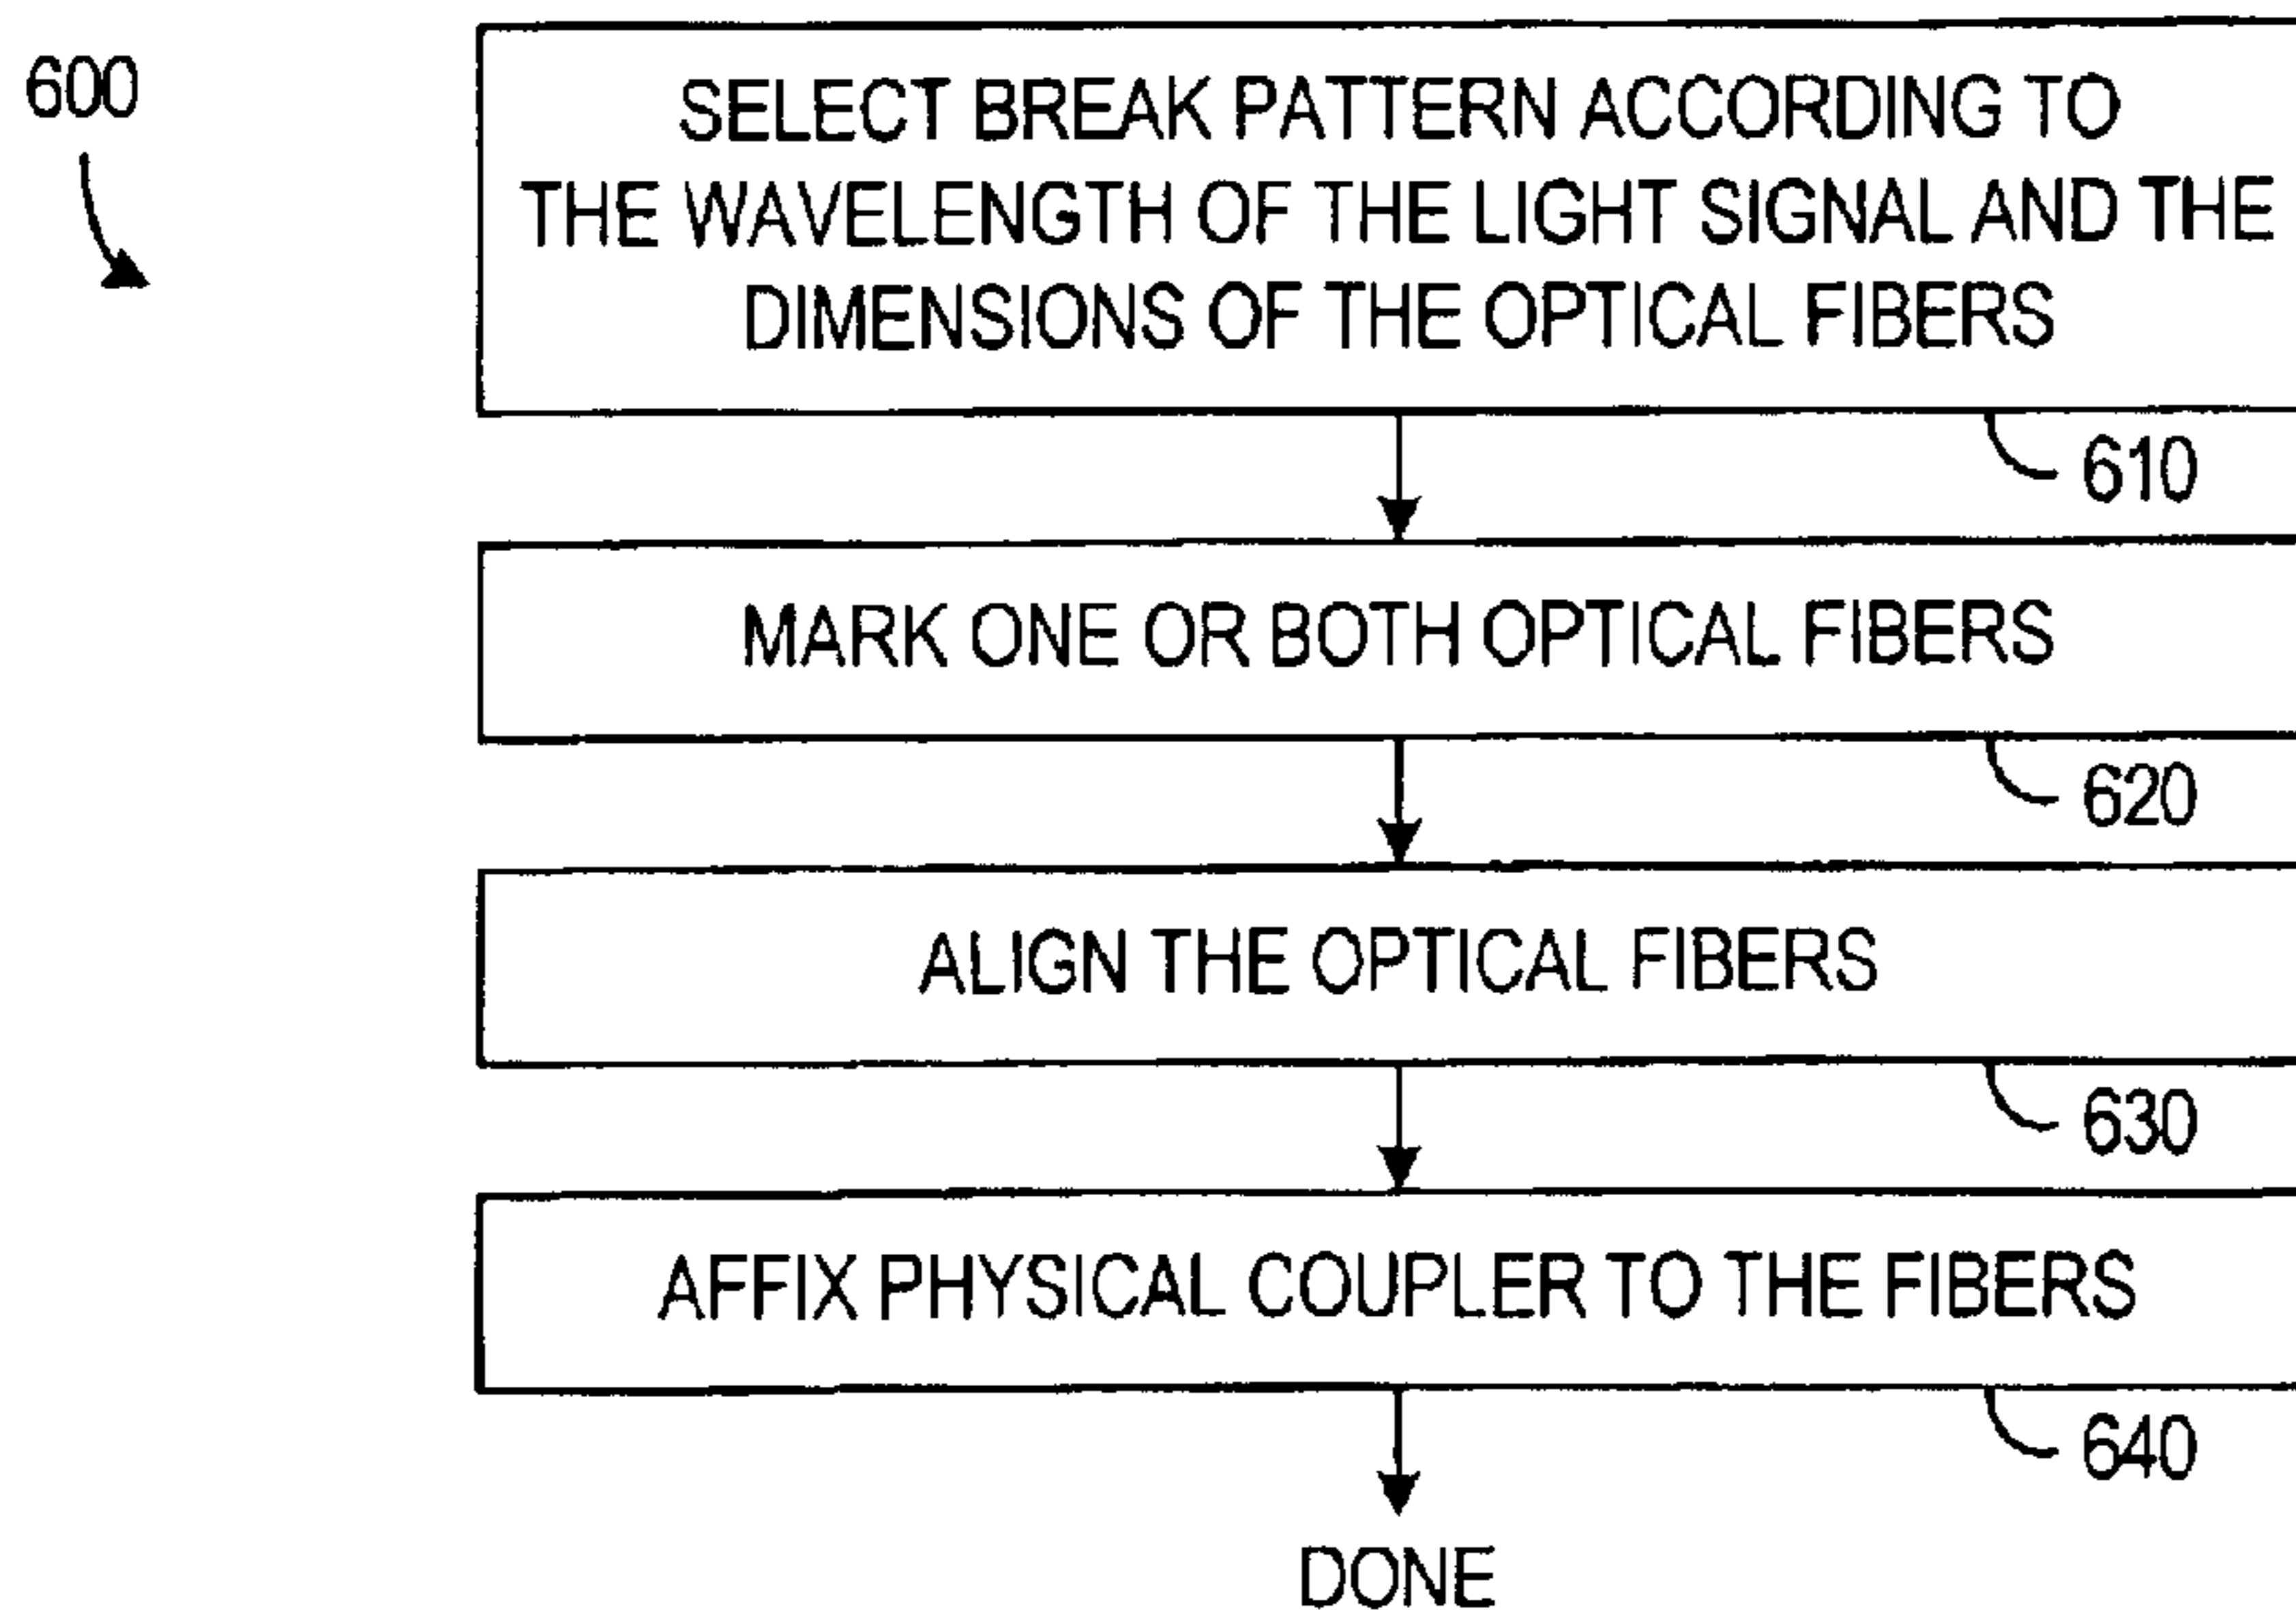 600
SELECT BREAK PATTERN ACCORDING TO
THE WAVELENGTH OF THE LIGHT SIGNAL AND THE
DIMENSIONS OF THE OPTICAL FIBERS
610
MARK ONE OR BOTH OPTICAL FIBERS
620
ALIGN THE OPTICAL FIBERS
630
AFFIX PHYSICAL COUPLER TO THE FIBERS
640
DONE